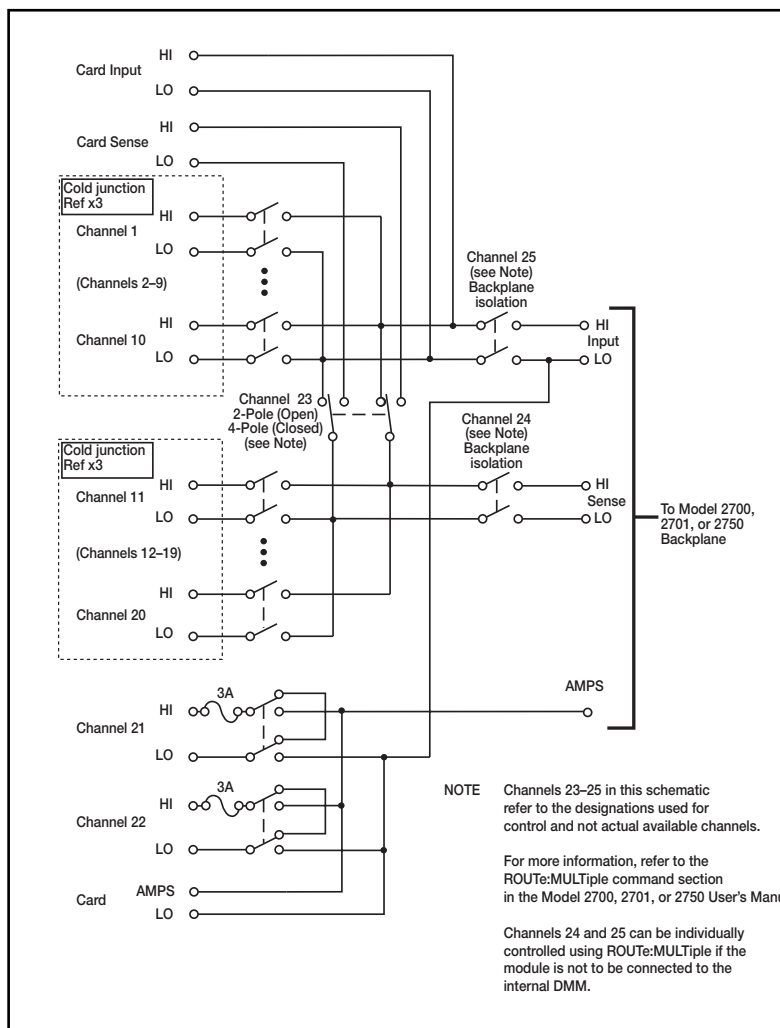 HI
Card Input
LO
HI
Card Sense
LO
Cold junction
Ref x3
HI
Channel 1
LO
(Channels 2–9)
HI
Channel 10
LO
Channel 25
(see Note)
Backplane
isolation
HI
Input
LO
Channel 23
2-Pole (Open)
4-Pole (Closed)
(see Note)
Channel 24
(see Note)
Backplane
isolation
Cold junction
Ref x3
HI
Channel 11
LO
(Channels 12–19)
HI
Channel 20
LO
HI
Sense
LO
To Model 2700,
2701, or 2750
Backplane
AMPS
3A
HI
Channel 21
LO
3A
HI
Channel 22
LO
AMPS
Card
LO
NOTE Channels 23–25 in this schematic
refer to the designations used for
control and not actual available channels.
For more information, refer to the
ROUTe:MULTiple command section
in the Model 2700, 2701, or 2750 User's Manu
Channels 24 and 25 can be individually
controlled using ROUTe:MULTiple if the
module is not to be connected to the
internal DMM.